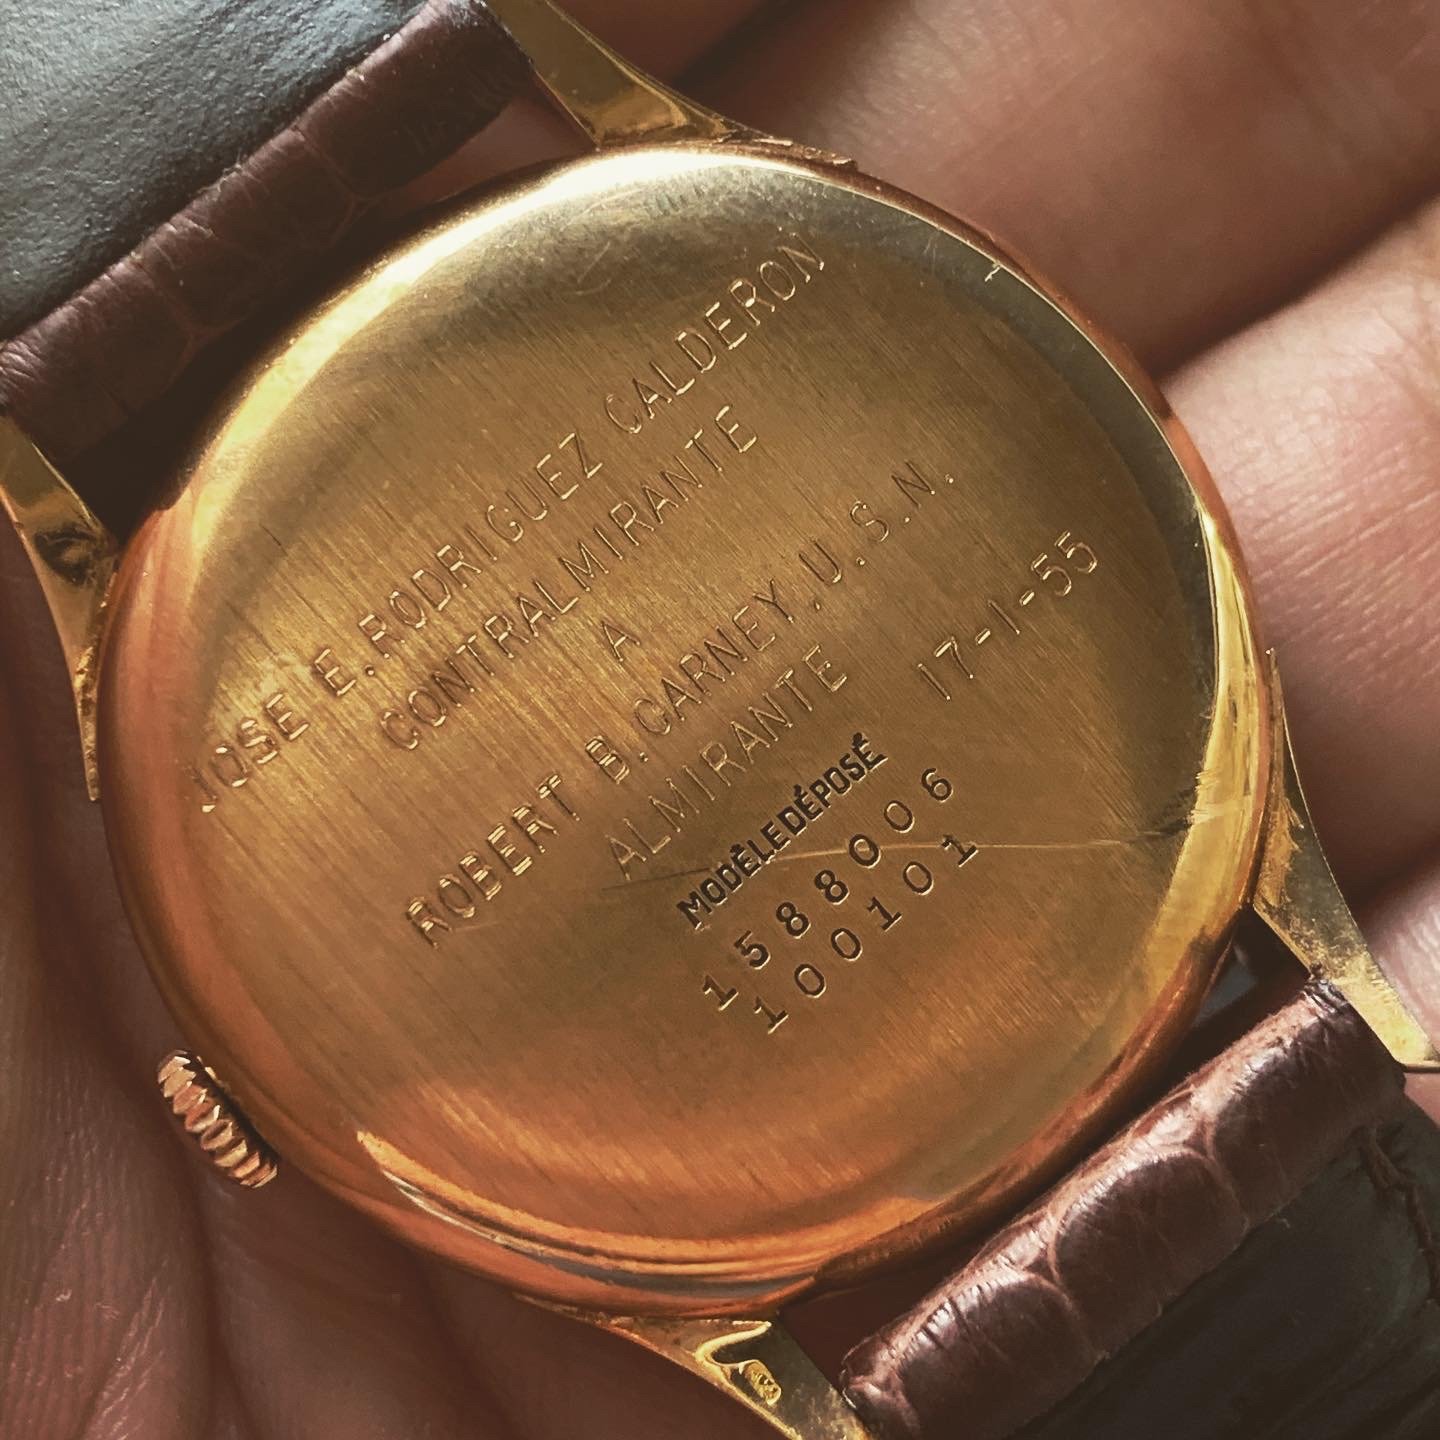 JOSE E. RODRIGUEZ CALDERON
CONTRALMIRANTE
A
ROBERT B. CARNEY, U.S.N.
ALMIRANTE 17-1-55
MODÈLE DÉPOSÉ
1588006
100101